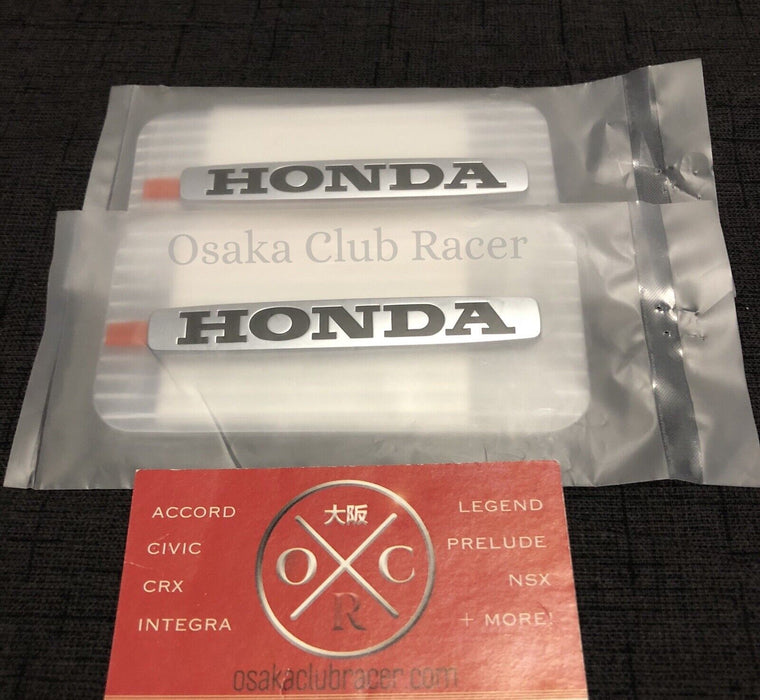 HONDA
Osaka Club Racer
HONDA
ACCORD
CIVIC
CRX
INTEGRA
大阪
O C
R
LEGEND
PRELUDE
NSX
+ MORE!
osakaclubracer.com